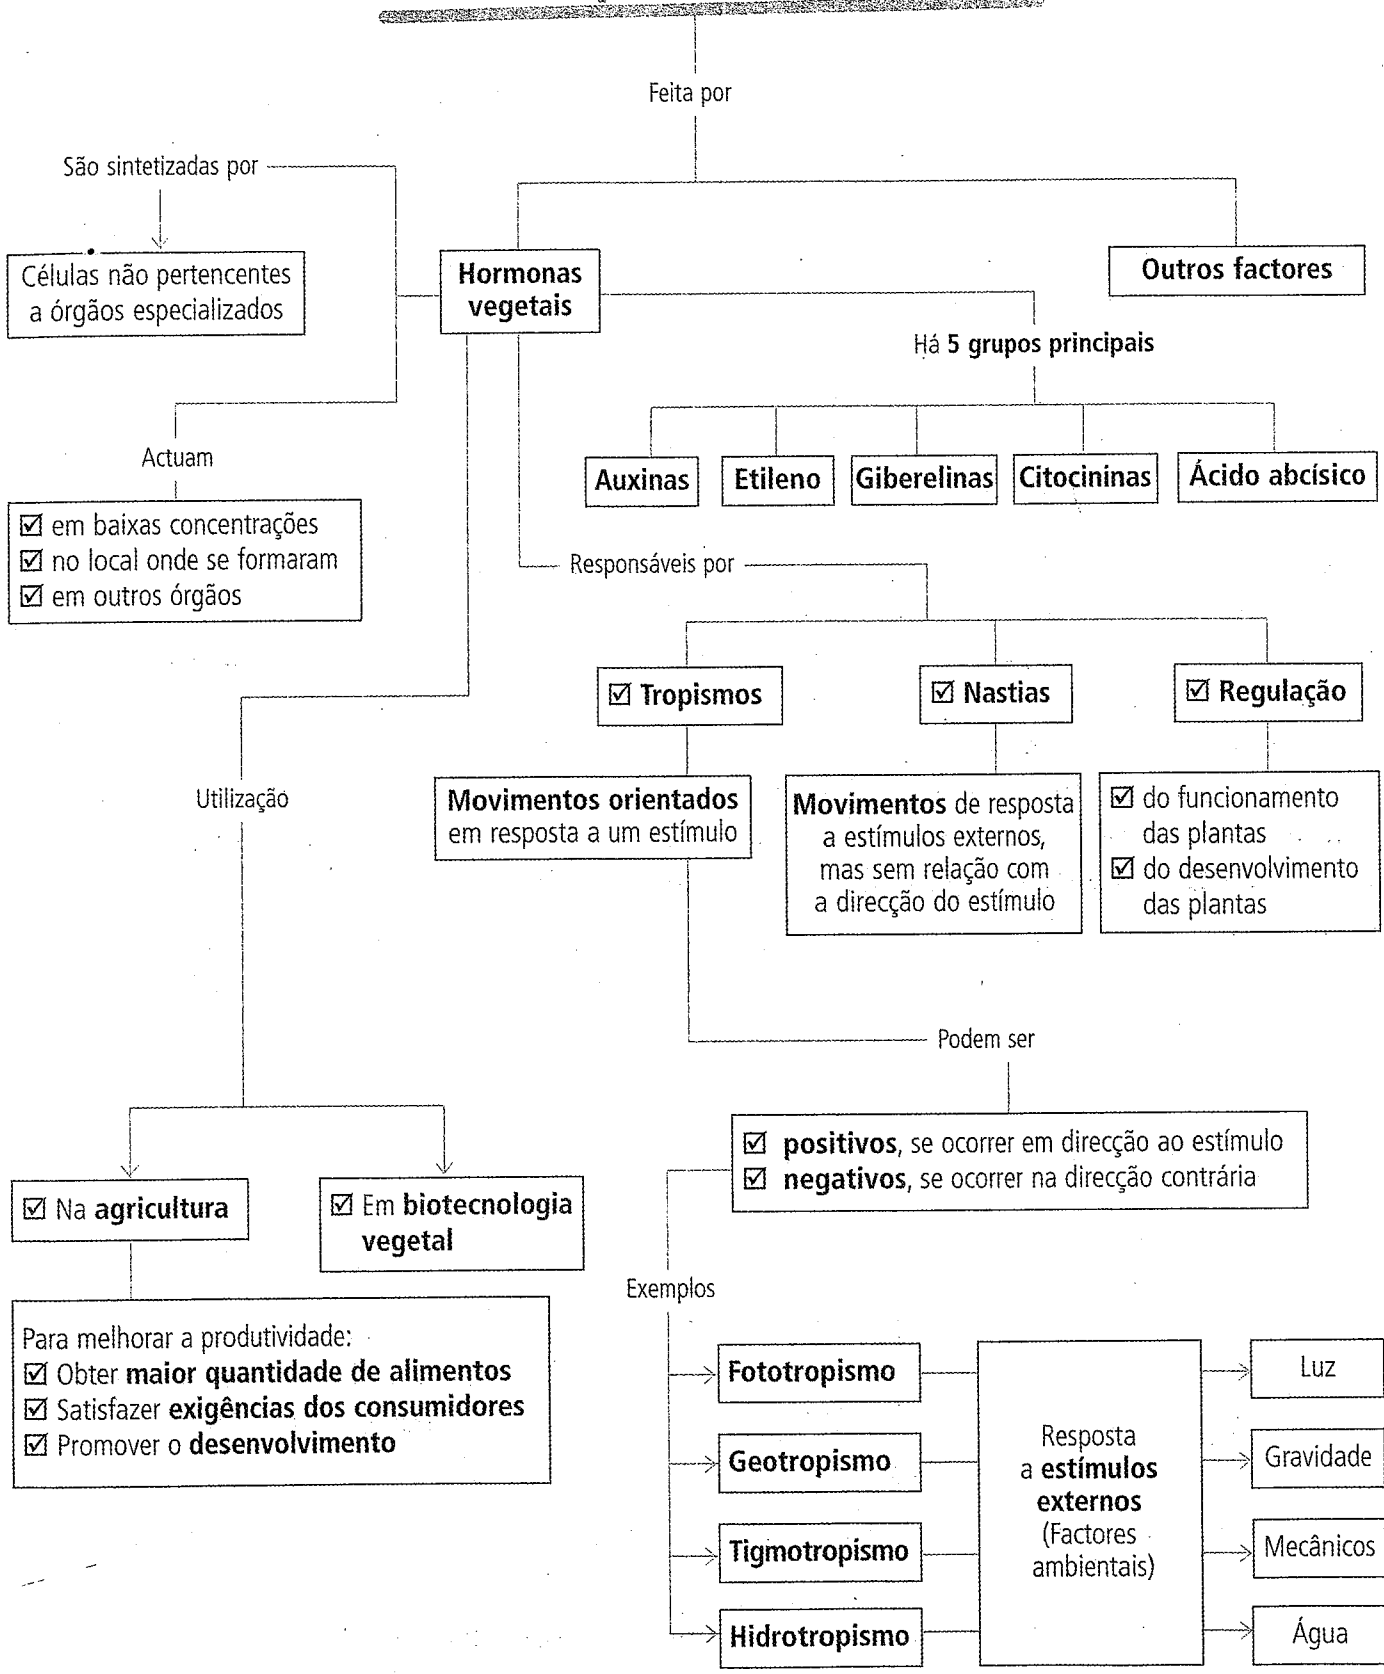 Feita por
São sintetizadas por
Células não pertencentes
a órgãos especializados
Hormonas
vegetais
Outros factores
Há 5 grupos principais
Actuam
Auxinas
Etileno
Giberelinas
Citocininas
Ácido abcísico
☑ em baixas concentrações
☑ no local onde se formaram
☑ em outros órgãos
Responsáveis por
☑ Tropismos
☑ Nastias
☑ Regulação
Utilização
Movimentos orientados
em resposta a um estímulo
Movimentos de resposta
a estímulos externos,
mas sem relação com
a direcção do estímulo
☑ do funcionamento
das plantas
☑ do desenvolvimento
das plantas
Podem ser
☑ positivos, se ocorrer em direcção ao estímulo
☑ negativos, se ocorrer na direcção contrária
☑ Na agricultura
☑ Em biotecnologia
vegetal
Para melhorar a produtividade:
☑ Obter maior quantidade de alimentos
☑ Satisfazer exigências dos consumidores
☑ Promover o desenvolvimento
Exemplos
Fototropismo
Geotropismo
Tigmotropismo
Hidrotropismo
Resposta
a estímulos
externos
(Factores
ambientais)
Luz
Gravidade
Mecânicos
Água